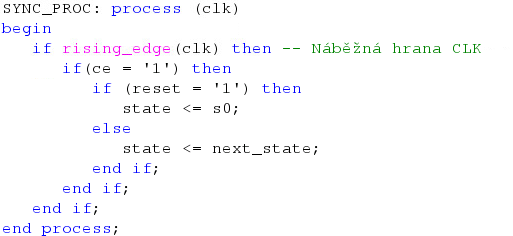 SYNC_PROC: process (clk)
begin
   if rising_edge(clk) then -- Náběžná hrana CLK
      if(ce = '1') then
         if (reset = '1') then
            state <= s0;
         else
            state <= next_state;
         end if;
      end if;
   end if;
end process;